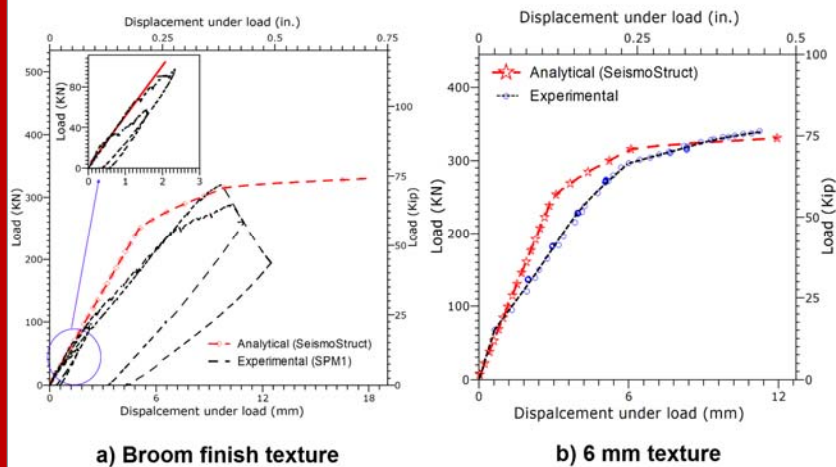 Displacement under load (in.)
0 0.25 0.5 0.75
500
400
300
200
100
0
Load (KN)
80
40
0
Load (KN)
0 1 2 3
100
75
50
25
0
Load (Kip)
Analytical (SeismoStruct)
Experimental (SPM1)
0 6 12 18
Dispalcement under load (mm)
a) Broom finish texture
Displacement under load (in.)
0 0.25 0.5
400
300
200
100
0
Load (KN)
100
75
50
25
0
Load (Kip)
Analytical (SeismoStruct)
Experimental
0 6 12
Dispalcement under load (mm)
b) 6 mm texture